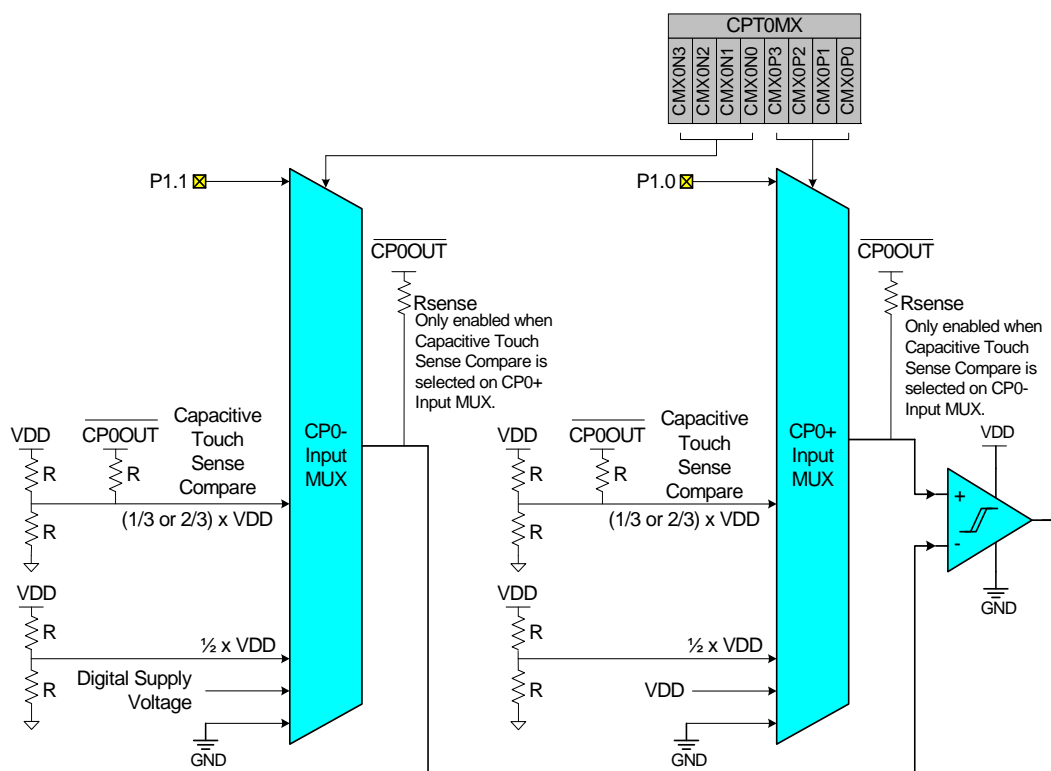 CPT0MX
CMX0N3
CMX0N2
CMX0N1
CMX0N0
CMX0P3
CMX0P2
CMX0P1
CMX0P0
P1.1
P1.0
CP0OUT
Rsense
Only enabled when
Capacitive Touch
Sense Compare is
selected on CP0+
Input MUX.
CP0OUT
Rsense
Only enabled when
Capacitive Touch
Sense Compare is
selected on CP0-
Input MUX.
VDD
R
R
CP0OUT
R
Capacitive
Touch
Sense
Compare
(1/3 or 2/3) x VDD
CP0-
Input
MUX
VDD
R
R
CP0OUT
R
Capacitive
Touch
Sense
Compare
(1/3 or 2/3) x VDD
CP0+
Input
MUX
VDD
+
-
GND
VDD
R
R
½ x VDD
Digital Supply
Voltage
GND
VDD
R
R
½ x VDD
VDD
GND